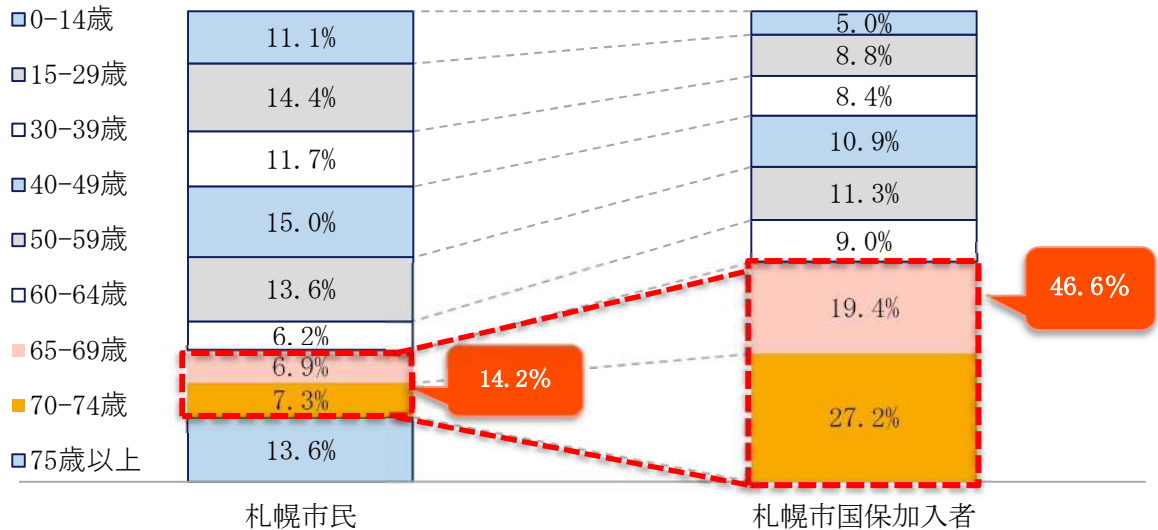 0-14歳
15-29歳
30-39歳
40-49歳
50-59歳
60-64歳
65-69歳
70-74歳
75歳以上
11.1%
14.4%
11.7%
15.0%
13.6%
6.2%
6.9%
7.3%
13.6%
14.2%
5.0%
8.8%
8.4%
10.9%
11.3%
9.0%
19.4%
27.2%
46.6%
札幌市民
札幌市国保加入者